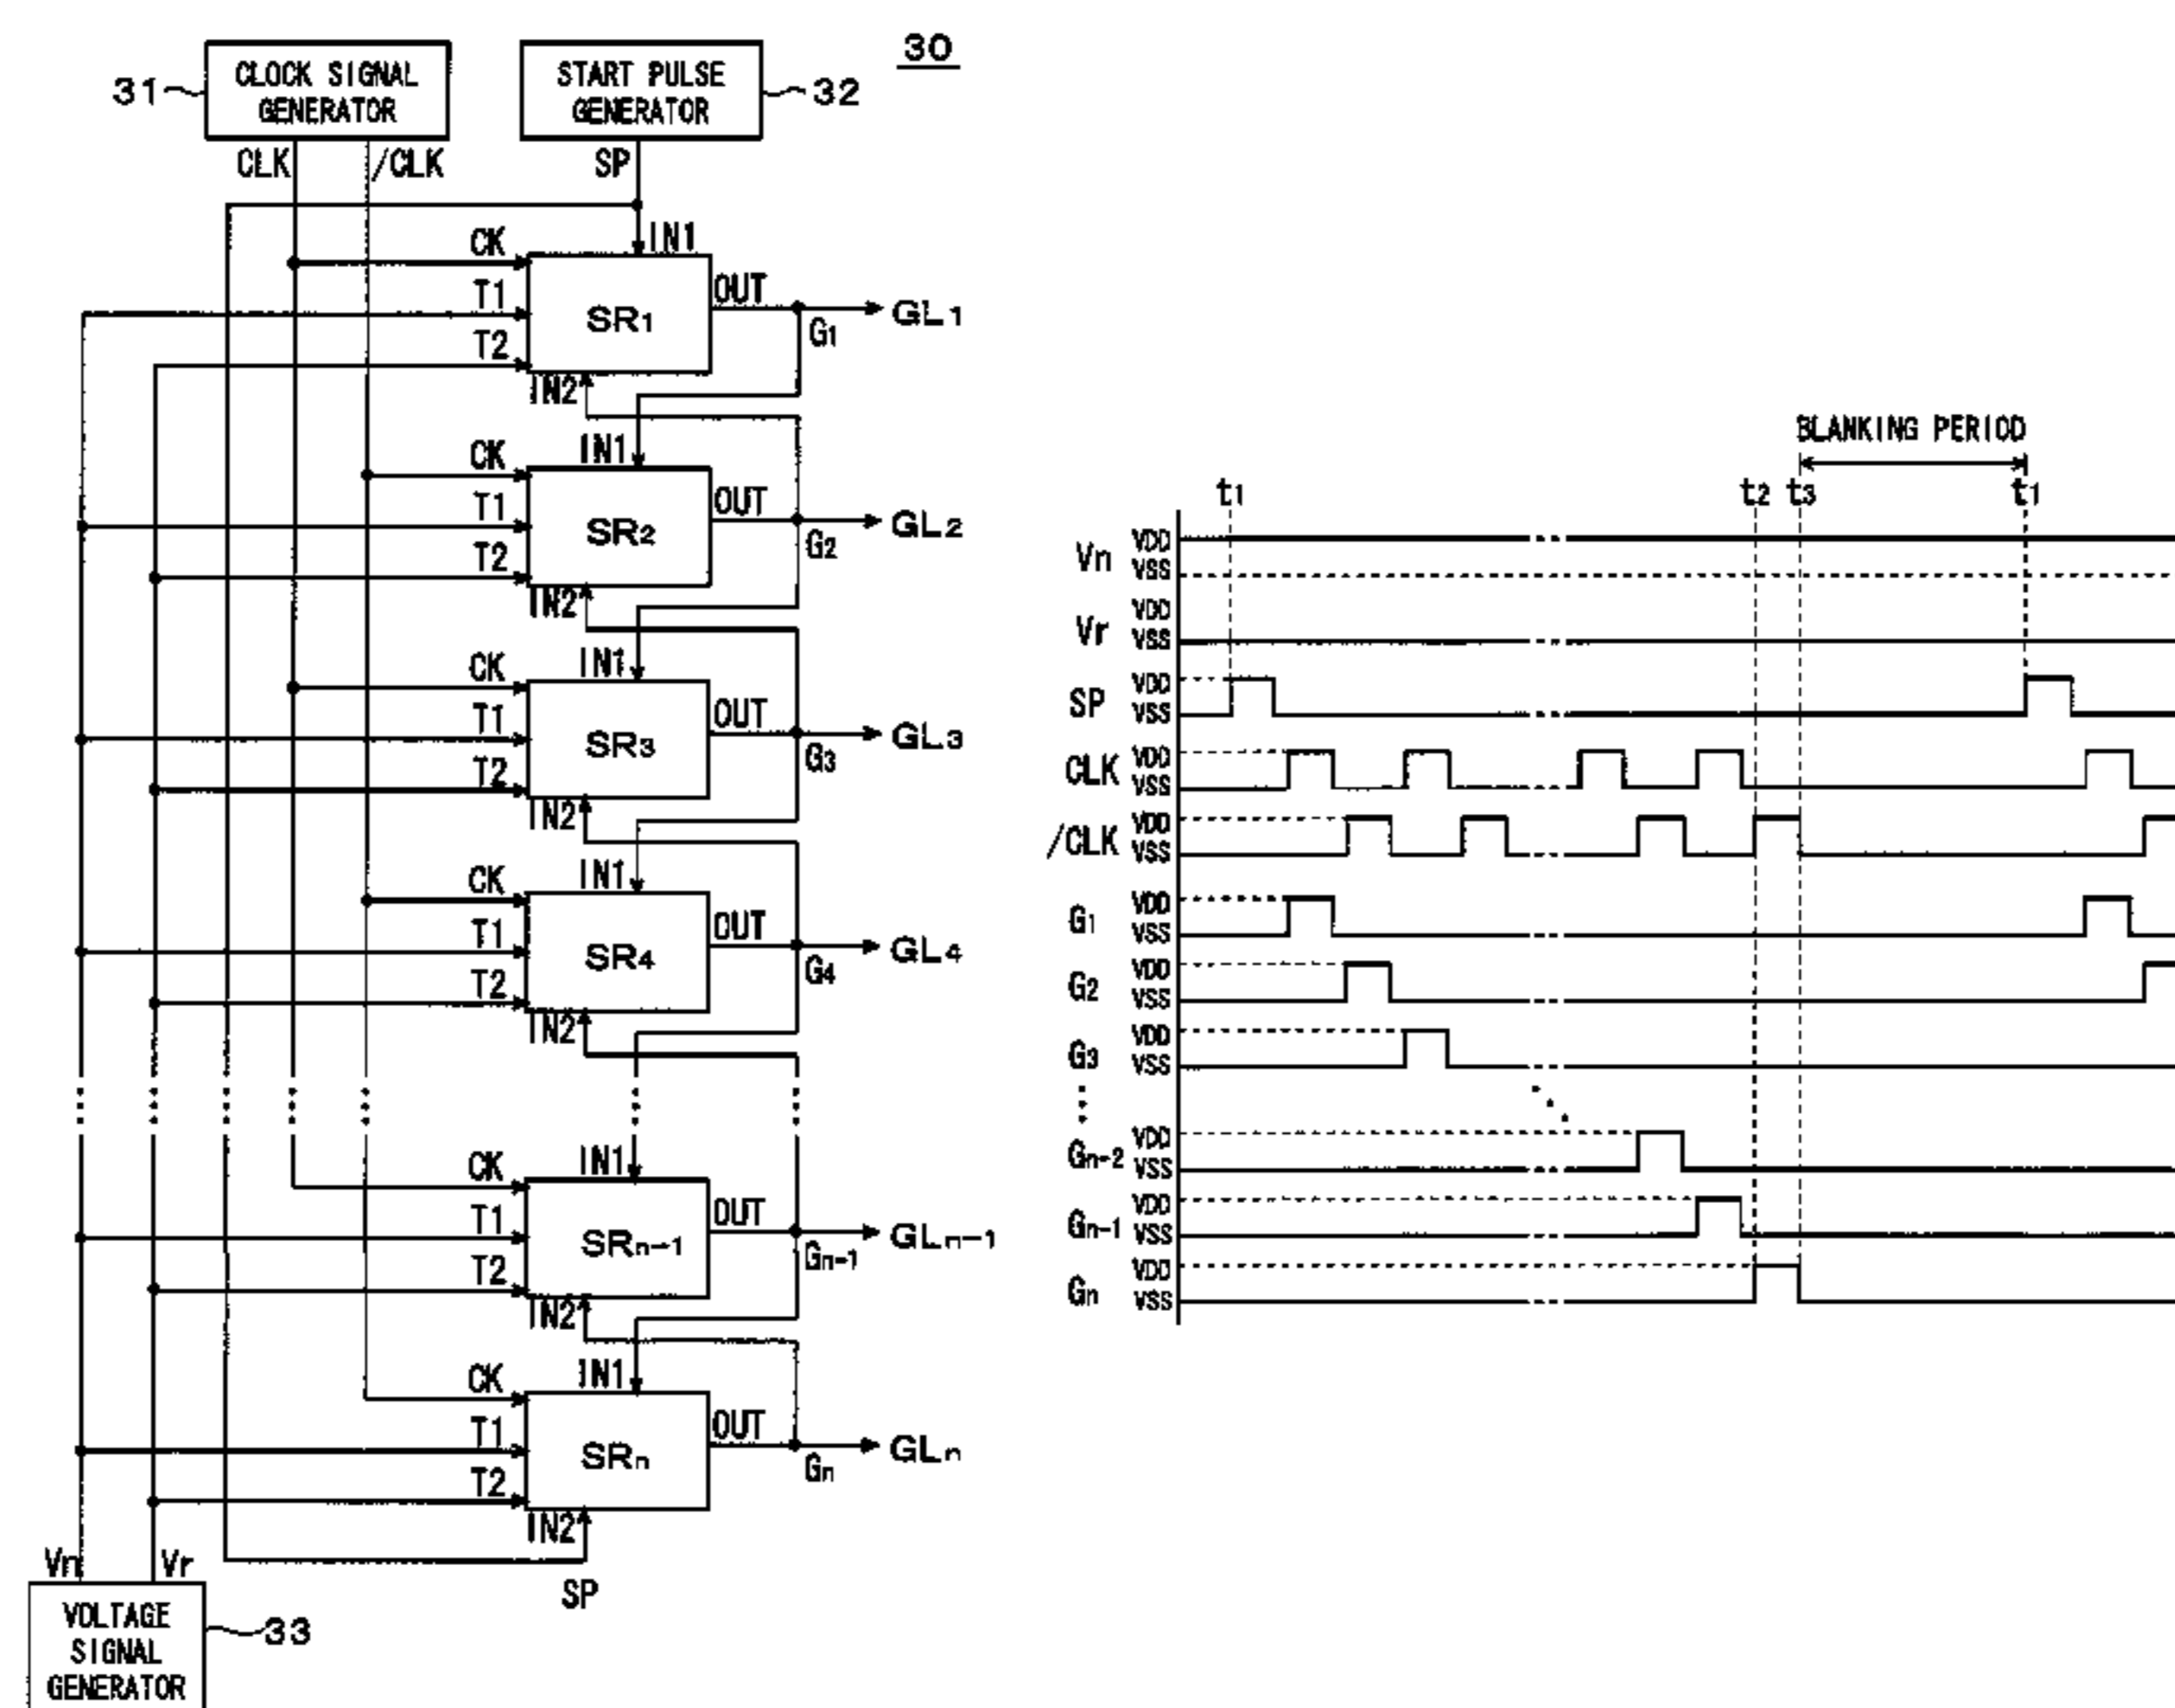 30
31
CLOCK SIGNAL
GENERATOR
START PULSE
GENERATOR
32
CLK
/CLK
SP
CK
IN1
T1
T2
SR1
OUT
G1
GL1
IN2
CK
IN1
T1
T2
SR2
OUT
G2
GL2
IN2
CK
IN1
T1
T2
SR3
OUT
G3
GL3
IN2
CK
IN1
T1
T2
SR4
OUT
G4
GL4
IN2
CK
IN1
T1
T2
SRn-1
OUT
Gn-1
GLn-1
IN2
CK
IN1
T1
T2
SRn
OUT
Gn
GLn
IN2
SP
Vn
Vr
VOLTAGE
SIGNAL
GENERATOR
33
BLANKING PERIOD
t1
t2
t3
t1
Vn
VDD
VSS
Vr
VDD
VSS
SP
VDD
VSS
CLK
VDD
VSS
/CLK
VDD
VSS
G1
VDD
VSS
G2
VDD
VSS
G3
VDD
VSS
Gn-2
VDD
VSS
Gn-1
VDD
VSS
Gn
VDD
VSS